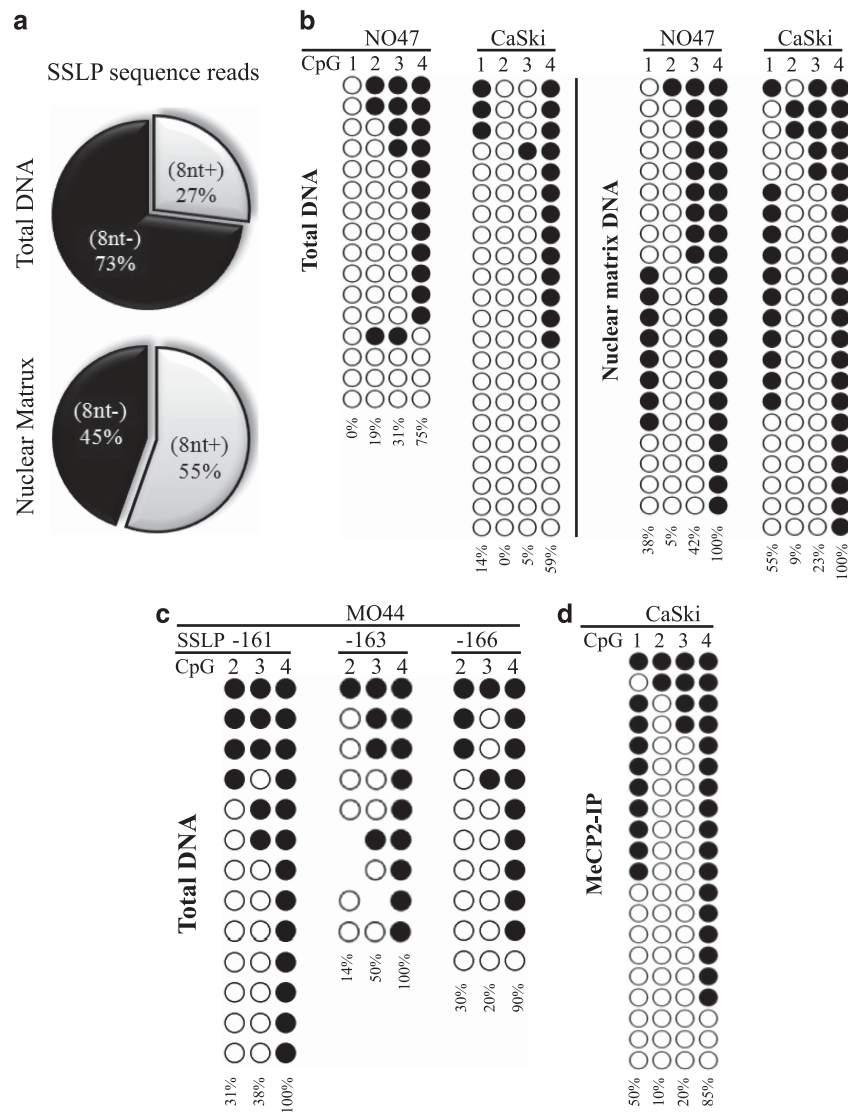 a
SSLP sequence reads
Total DNA
(8nt+)
27%
(8nt-)
73%
Nuclear Matrux
(8nt-)
45%
(8nt+)
55%
b
NO47
CaSki
NO47
CaSki
CpG 1 2 3 4
1 2 3 4
1 2 3 4
1 2 3 4
Total DNA
Nuclear matrix DNA
0% 19% 31% 75%
14% 0% 5% 59%
38% 5% 42% 100%
55% 9% 23% 100%
c
MO44
SSLP -161
-163
-166
CpG 2 3 4
2 3 4
2 3 4
Total DNA
31% 38% 100%
14% 50% 100%
30% 20% 90%
d
CaSki
CpG 1 2 3 4
MeCP2-IP
50% 10% 20% 85%